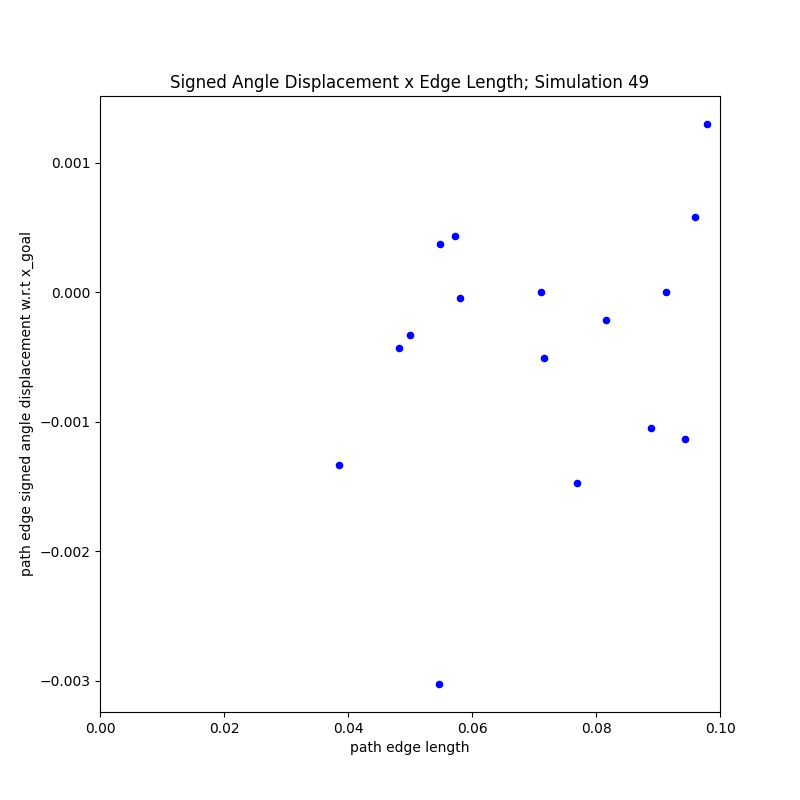 Signed Angle Displacement x Edge Length; Simulation 49
0.001
0.000
−0.001
−0.002
−0.003
path edge signed angle displacement w.r.t x_goal
0.00 0.02 0.04 0.06 0.08 0.10
path edge length